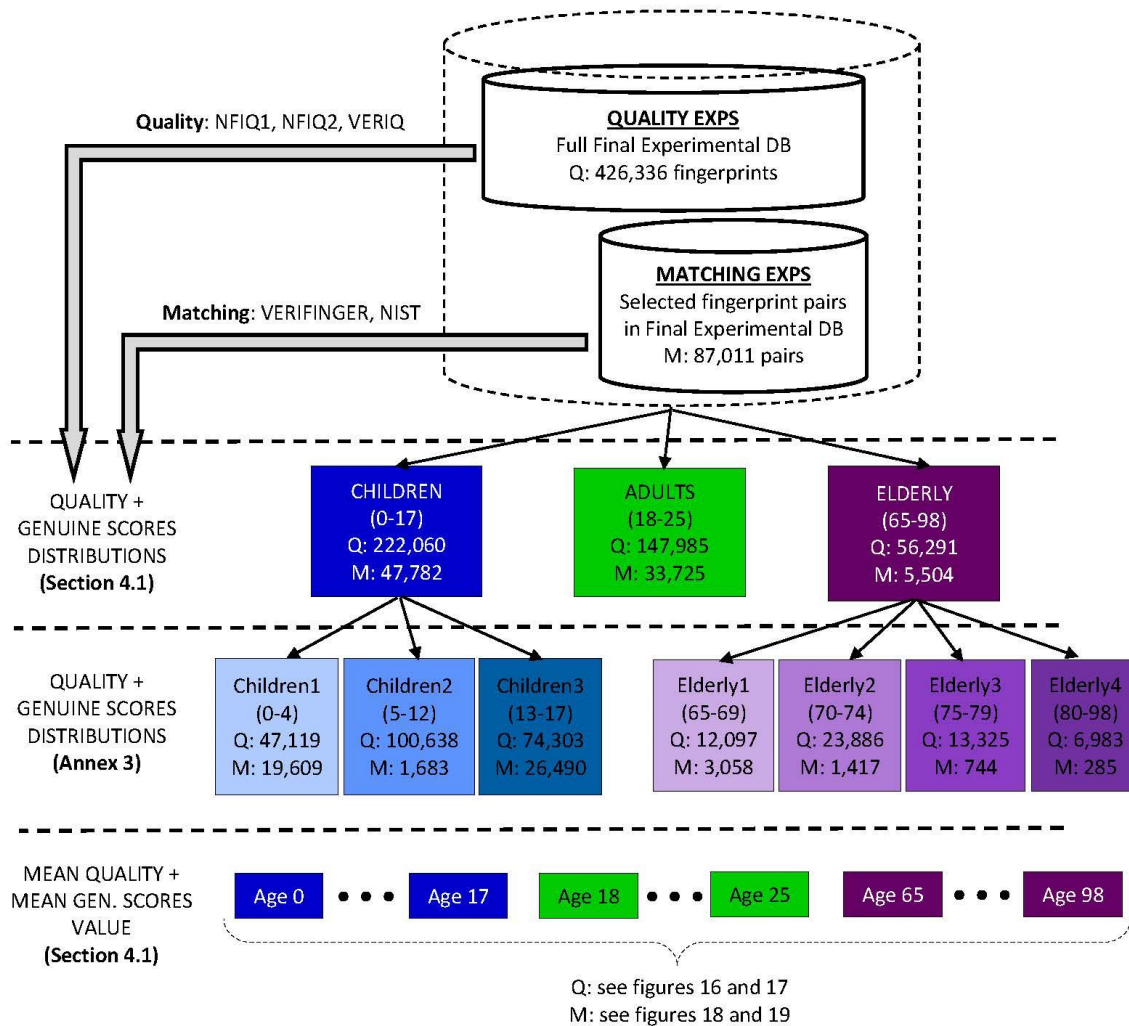 QUALITY EXPS
Full Final Experimental DB
Q: 426,336 fingerprints
Quality: NFIQ1, NFIQ2, VERIQ
MATCHING EXPS
Selected fingerprint pairs
in Final Experimental DB
M: 87,011 pairs
Matching: VERIFINGER, NIST
QUALITY +
GENUINE SCORES
DISTRIBUTIONS
(Section 4.1)
CHILDREN
(0-17)
Q: 222,060
M: 47,782
ADULTS
(18-25)
Q: 147,985
M: 33,725
ELDERLY
(65-98)
Q: 56,291
M: 5,504
QUALITY +
GENUINE SCORES
DISTRIBUTIONS
(Annex 3)
Children1
(0-4)
Q: 47,119
M: 19,609
Children2
(5-12)
Q: 100,638
M: 1,683
Children3
(13-17)
Q: 74,303
M: 26,490
Elderly1
(65-69)
Q: 12,097
M: 3,058
Elderly2
(70-74)
Q: 23,886
M: 1,417
Elderly3
(75-79)
Q: 13,325
M: 744
Elderly4
(80-98)
Q: 6,983
M: 285
MEAN QUALITY +
MEAN GEN. SCORES
VALUE
(Section 4.1)
Age 0 ••• Age 17 Age 18 ••• Age 25 Age 65 ••• Age 98
Q: see figures 16 and 17
M: see figures 18 and 19